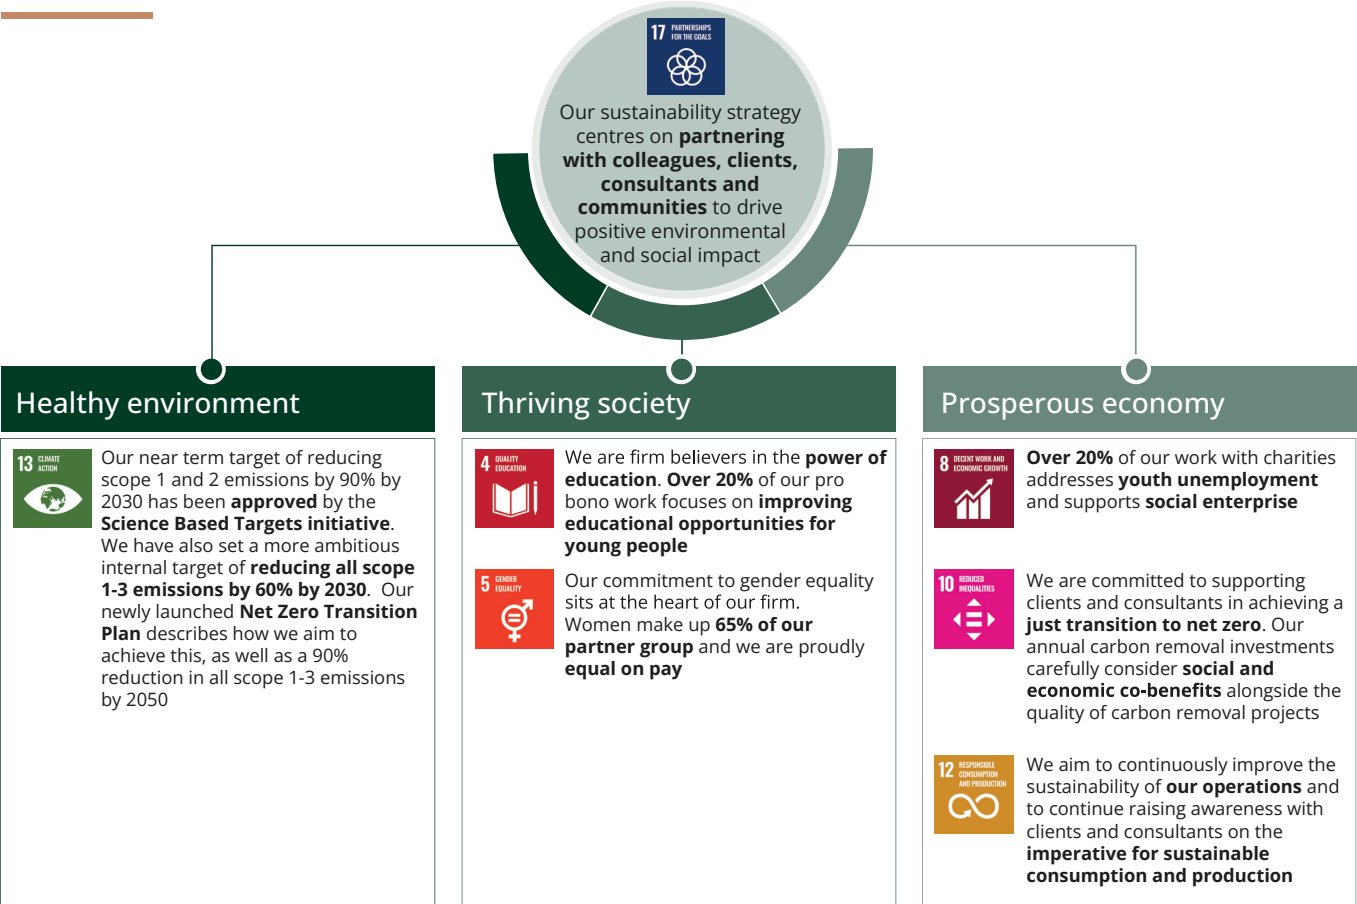 17 PARTNERSHIPS
FOR THE GOALS
Our sustainability strategy
centres on partnering
with colleagues, clients,
consultants and
communities to drive
positive environmental
and social impact
Healthy environment
13 CLIMATE
ACTION
Our near term target of reducing
scope 1 and 2 emissions by 90% by
2030 has been approved by the
Science Based Targets initiative.
We have also set a more ambitious
internal target of reducing all scope
1-3 emissions by 60% by 2030. Our
newly launched Net Zero Transition
Plan describes how we aim to
achieve this, as well as a 90%
reduction in all scope 1-3 emissions
by 2050
Thriving society
4 QUALITY
EDUCATION
We are firm believers in the power of
education. Over 20% of our pro
bono work focuses on improving
educational opportunities for
young people
5 GENDER
EQUALITY
Our commitment to gender equality
sits at the heart of our firm.
Women make up 65% of our
partner group and we are proudly
equal on pay
Prosperous economy
8 DECENT WORK AND
ECONOMIC GROWTH
Over 20% of our work with charities
addresses youth unemployment
and supports social enterprise
10 REDUCED
INEQUALITIES
We are committed to supporting
clients and consultants in achieving a
just transition to net zero. Our
annual carbon removal investments
carefully consider social and
economic co-benefits alongside the
quality of carbon removal projects
12 RESPONSIBLE
CONSUMPTION
AND PRODUCTION
We aim to continuously improve the
sustainability of our operations and
to continue raising awareness with
clients and consultants on the
imperative for sustainable
consumption and production